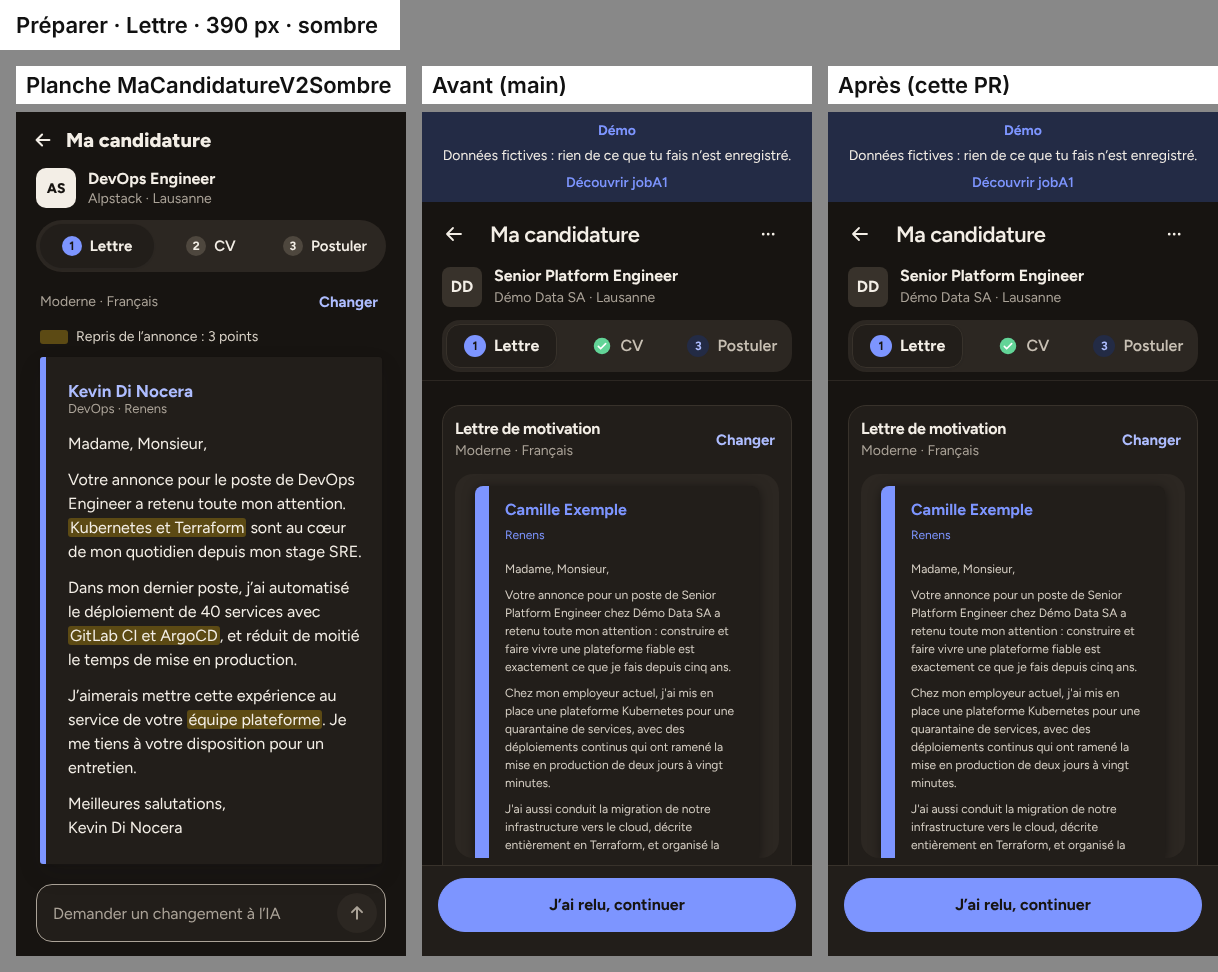 Préparer · Lettre · 390 px · sombre
Planche MaCandidatureV2Sombre
Ma candidature
AS
DevOps Engineer
Alpstack · Lausanne
1 Lettre 2 CV 3 Postuler
Moderne · Français Changer
Repris de l’annonce : 3 points
Kevin Di Nocera
DevOps · Renens
Madame, Monsieur,
Votre annonce pour le poste de DevOps
Engineer a retenu toute mon attention.
Kubernetes et Terraform sont au cœur
de mon quotidien depuis mon stage SRE.
Dans mon dernier poste, j’ai automatisé
le déploiement de 40 services avec
GitLab CI et ArgoCD, et réduit de moitié
le temps de mise en production.
J’aimerais mettre cette expérience au
service de votre équipe plateforme. Je
me tiens à votre disposition pour un
entretien.
Meilleures salutations,
Kevin Di Nocera
Demander un changement à l’IA
Avant (main)
Démo
Données fictives : rien de ce que tu fais n’est enregistré.
Découvrir jobA1
Ma candidature
DD
Senior Platform Engineer
Démo Data SA · Lausanne
1 Lettre CV 3 Postuler
Lettre de motivation
Moderne · Français
Changer
Camille Exemple
Renens
Madame, Monsieur,
Votre annonce pour un poste de Senior
Platform Engineer chez Démo Data SA a
retenu toute mon attention : construire et
faire vivre une plateforme fiable est
exactement ce que je fais depuis cinq ans.
Chez mon employeur actuel, j'ai mis en
place une plateforme Kubernetes pour une
quarantaine de services, avec des
déploiements continus qui ont ramené la
mise en production de deux jours à vingt
minutes.
J'ai aussi conduit la migration de notre
infrastructure vers le cloud, décrite
entièrement en Terraform, et organisé la
J’ai relu, continuer
Après (cette PR)
Démo
Données fictives : rien de ce que tu fais n’est enregistré.
Découvrir jobA1
Ma candidature
DD
Senior Platform Engineer
Démo Data SA · Lausanne
1 Lettre CV 3 Postuler
Lettre de motivation
Moderne · Français
Changer
Camille Exemple
Renens
Madame, Monsieur,
Votre annonce pour un poste de Senior
Platform Engineer chez Démo Data SA a
retenu toute mon attention : construire et
faire vivre une plateforme fiable est
exactement ce que je fais depuis cinq ans.
Chez mon employeur actuel, j'ai mis en
place une plateforme Kubernetes pour une
quarantaine de services, avec des
déploiements continus qui ont ramené la
mise en production de deux jours à vingt
minutes.
J'ai aussi conduit la migration de notre
infrastructure vers le cloud, décrite
entièrement en Terraform, et organisé la
J’ai relu, continuer